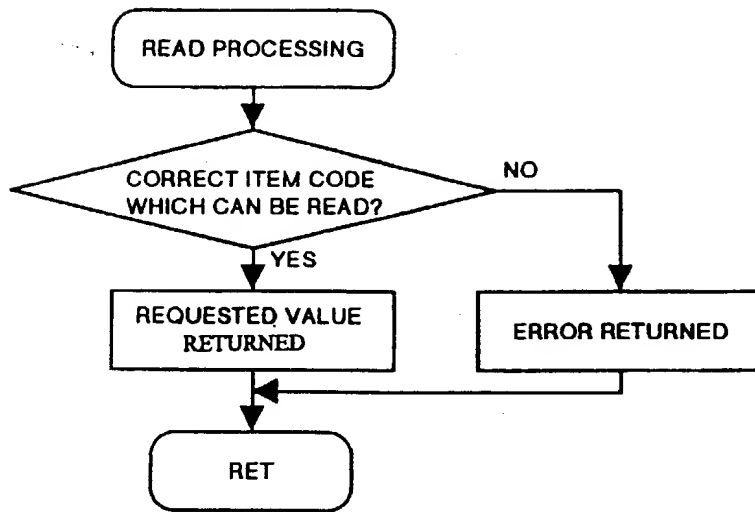 READ PROCESSING
CORRECT ITEM CODE
WHICH CAN BE READ?
NO
YES
REQUESTED VALUE
RETURNED
ERROR RETURNED
RET